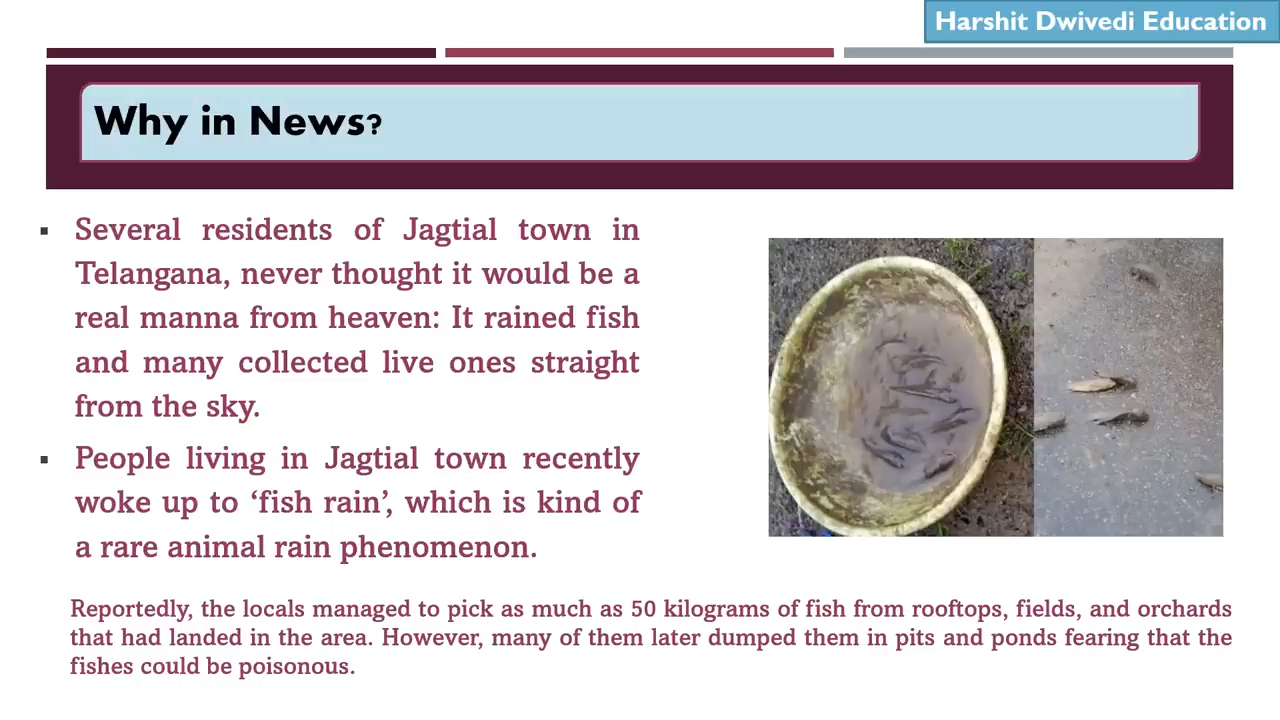 Harshit Dwivedi Education
Why in News?
▪ Several residents of Jagtial town in
Telangana, never thought it would be a
real manna from heaven: It rained fish
and many collected live ones straight
from the sky.
▪ People living in Jagtial town recently
woke up to ‘fish rain’, which is kind of
a rare animal rain phenomenon.
Reportedly, the locals managed to pick as much as 50 kilograms of fish from rooftops, fields, and orchards
that had landed in the area. However, many of them later dumped them in pits and ponds fearing that the
fishes could be poisonous.